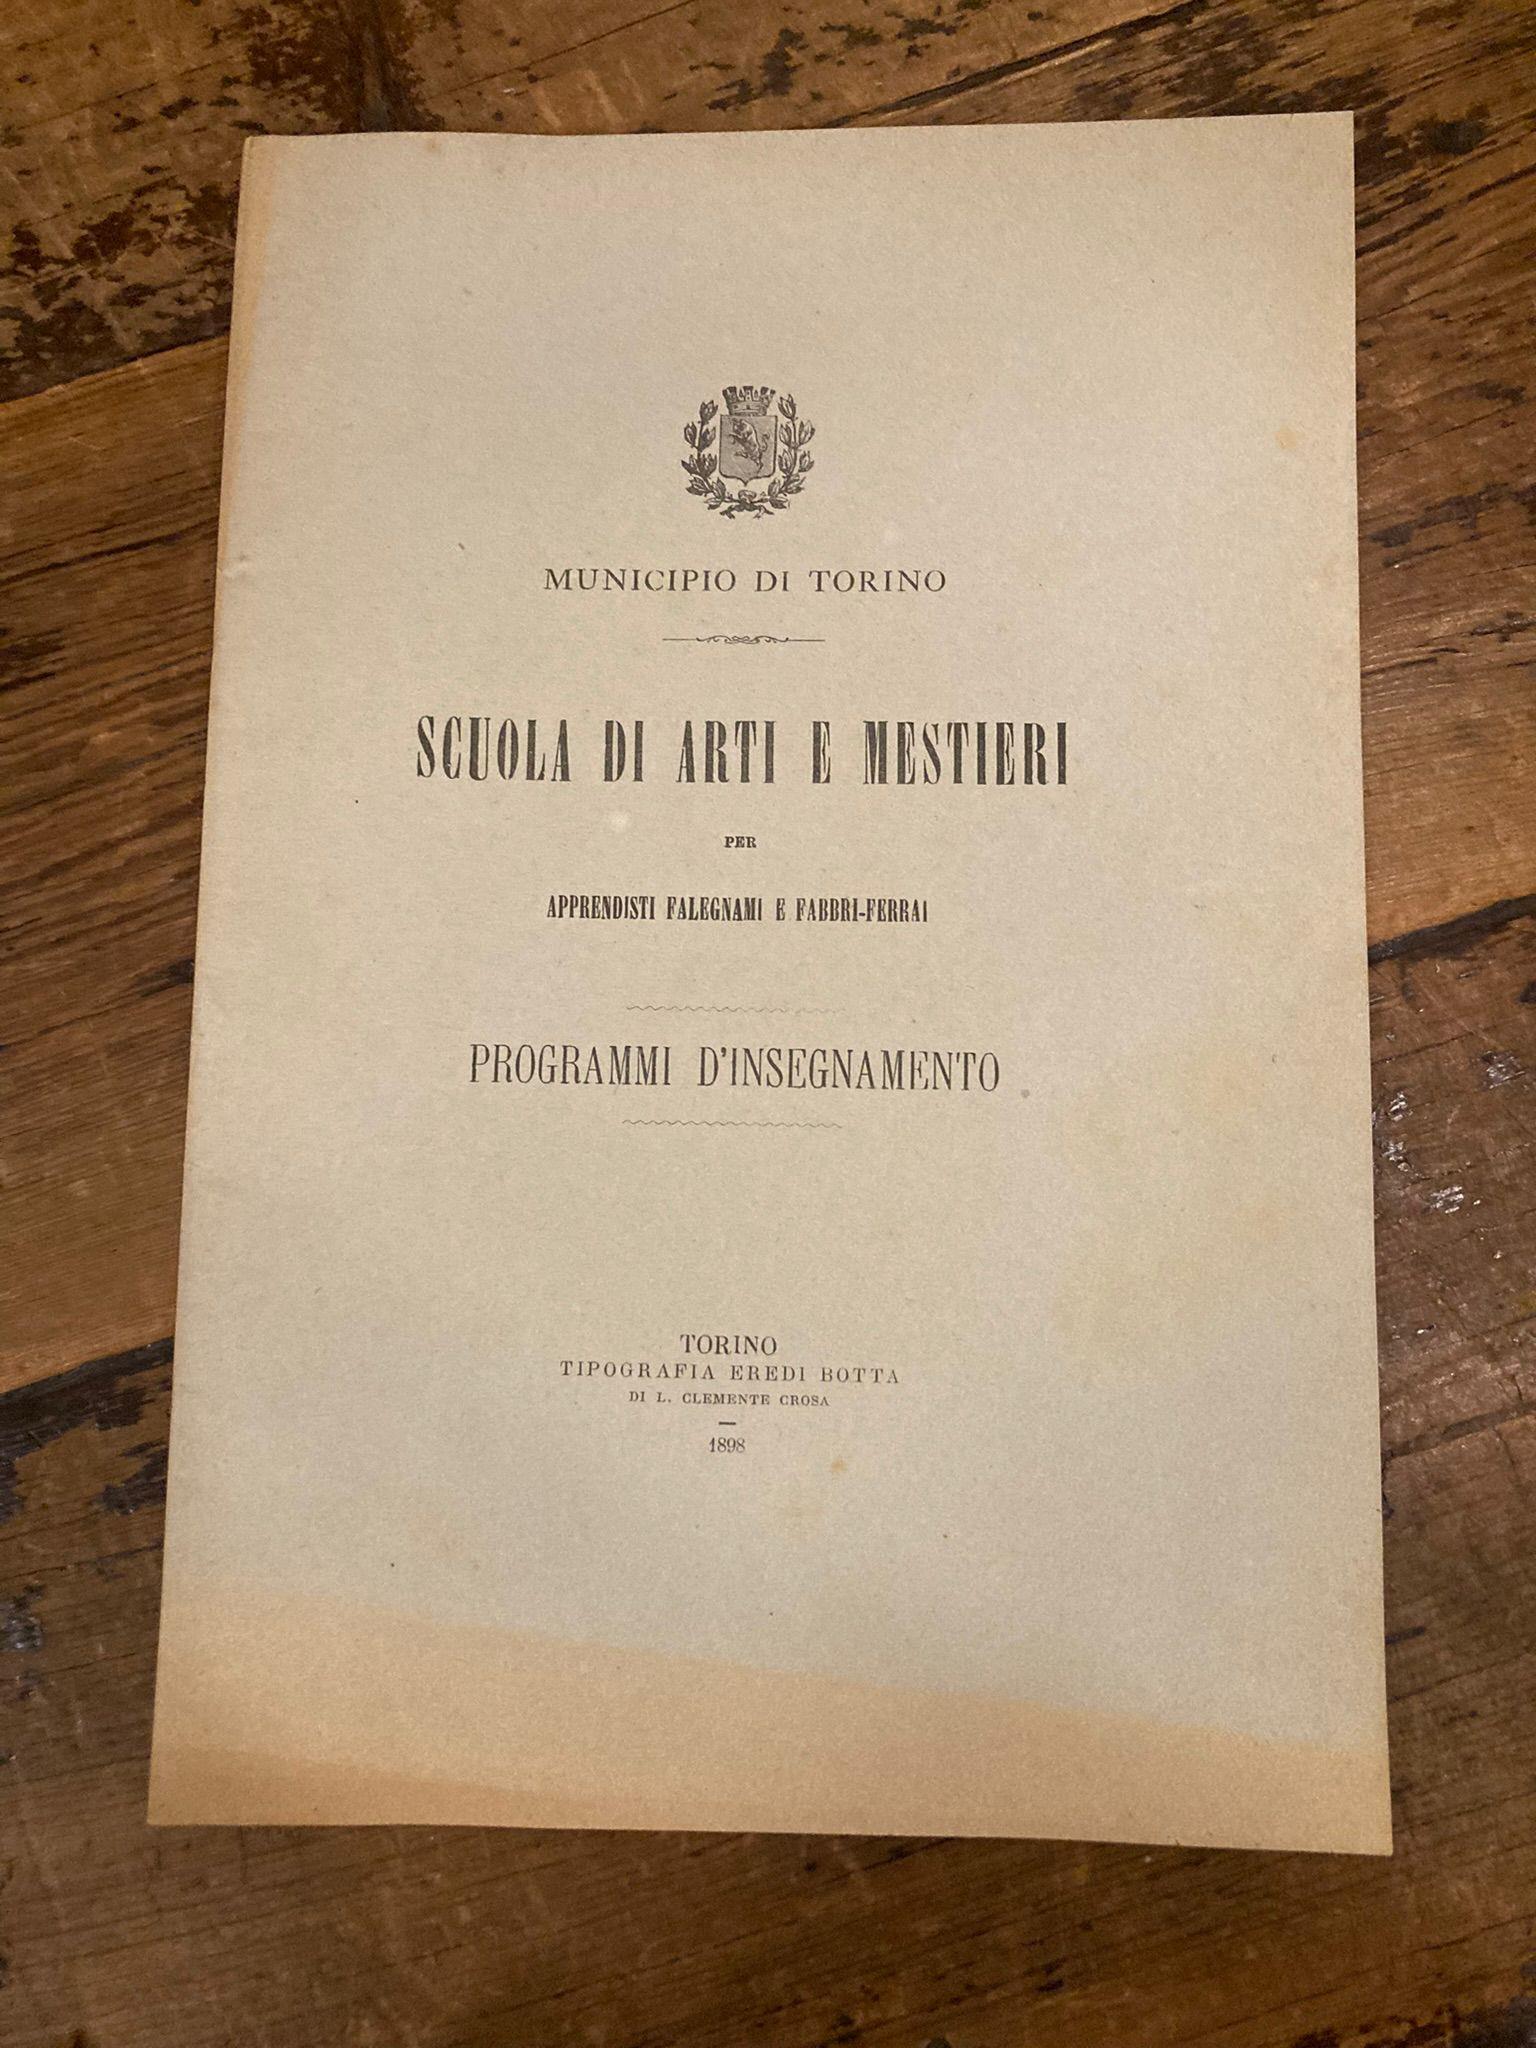 MUNICIPIO DI TORINO
SCUOLA DI ARTI E MESTIERI
PER
APPRENDISTI FALEGNAMI E FABBRI-FERRAI
PROGRAMMI D'INSEGNAMENTO
TORINO
TIPOGRAFIA EREDI BOTTA
DI L. CLEMENTE CROSA
1898